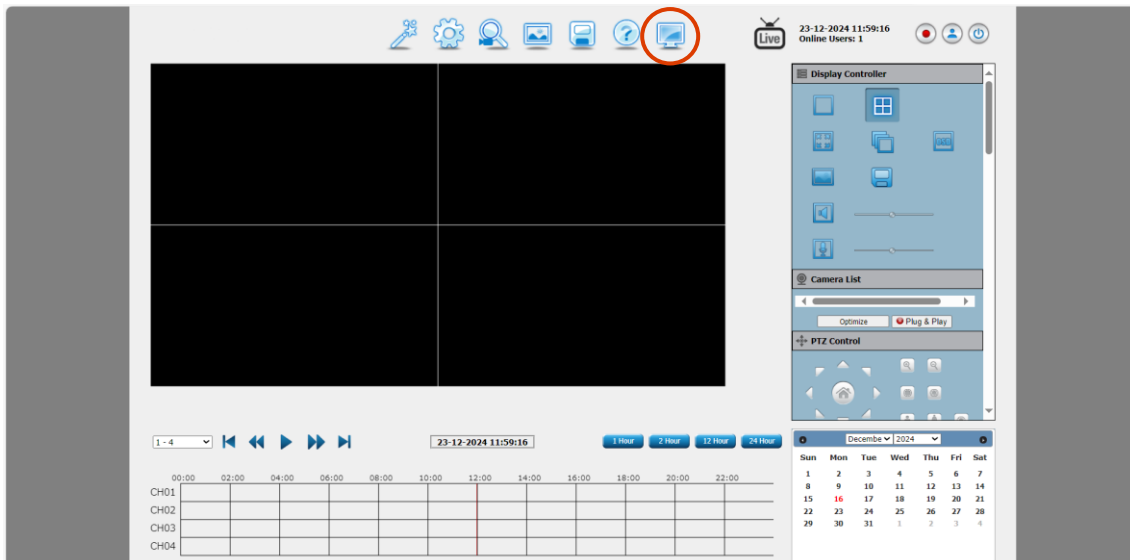 Live
23-12-2024 11:59:16
Online Users: 1
Display Controller
Camera List
Optimize
Plug & Play
PTZ Control
1 - 4
23-12-2024 11:59:16
1 Hour
2 Hour
12 Hour
24 Hour
Decembe 2024
Sun Mon Tue Wed Thu Fri Sat
1 2 3 4 5 6 7
8 9 10 11 12 13 14
15 16 17 18 19 20 21
22 23 24 25 26 27 28
29 30 31 1 2 3 4
00:00 02:00 04:00 06:00 08:00 10:00 12:00 14:00 16:00 18:00 20:00 22:00
CH01
CH02
CH03
CH04